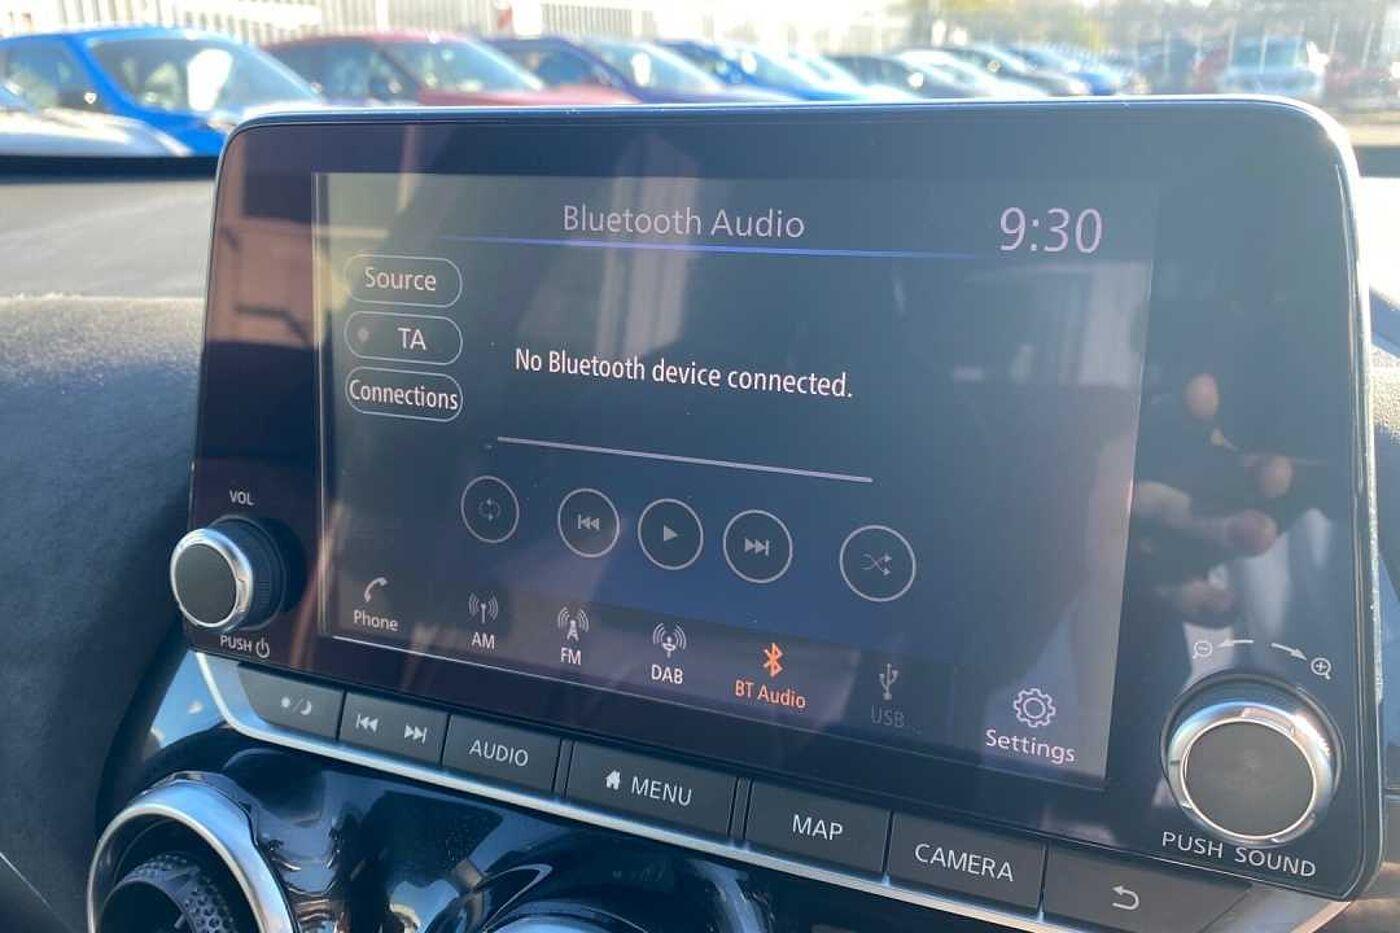 Bluetooth Audio
9:30
Source
TA
Connections
No Bluetooth device connected.
VOL
PUSH
Phone
AM
FM
DAB
BT Audio
USB
Settings
AUDIO
MENU
MAP
CAMERA
PUSH SOUND